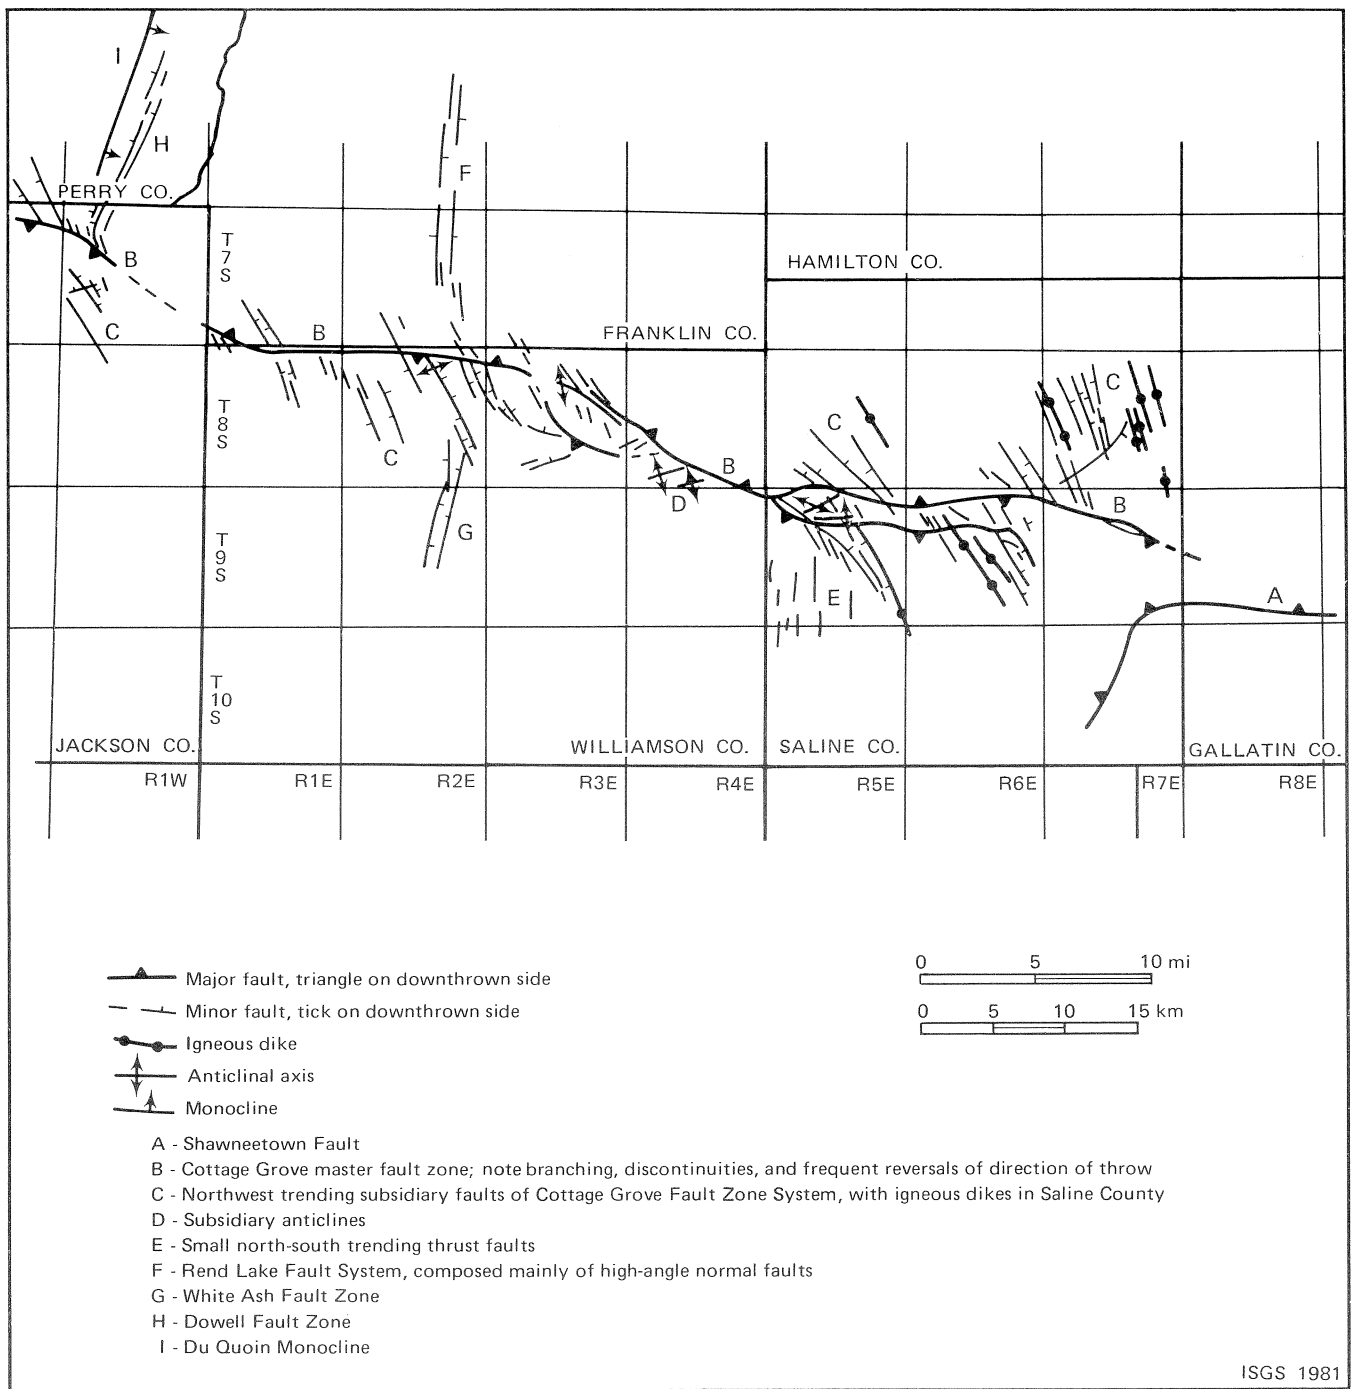 I
H
F
PERRY CO.
B
T
7
S
HAMILTON CO.
C
B
FRANKLIN CO.
C
T
8
S
C
C
B
D
B
G
T
9
S
E
A
T
10
S
JACKSON CO.
WILLIAMSON CO.
SALINE CO.
GALLATIN CO.
R1W
R1E
R2E
R3E
R4E
R5E
R6E
R7E
R8E
Major fault, triangle on downthrown side
Minor fault, tick on downthrown side
Igneous dike
Anticlinal axis
Monocline
0 5 10 mi
0 5 10 15 km
A - Shawneetown Fault
B - Cottage Grove master fault zone; note branching, discontinuities, and frequent reversals of direction of throw
C - Northwest trending subsidiary faults of Cottage Grove Fault Zone System, with igneous dikes in Saline County
D - Subsidiary anticlines
E - Small north-south trending thrust faults
F - Rend Lake Fault System, composed mainly of high-angle normal faults
G - White Ash Fault Zone
H - Dowell Fault Zone
I - Du Quoin Monocline
ISGS 1981